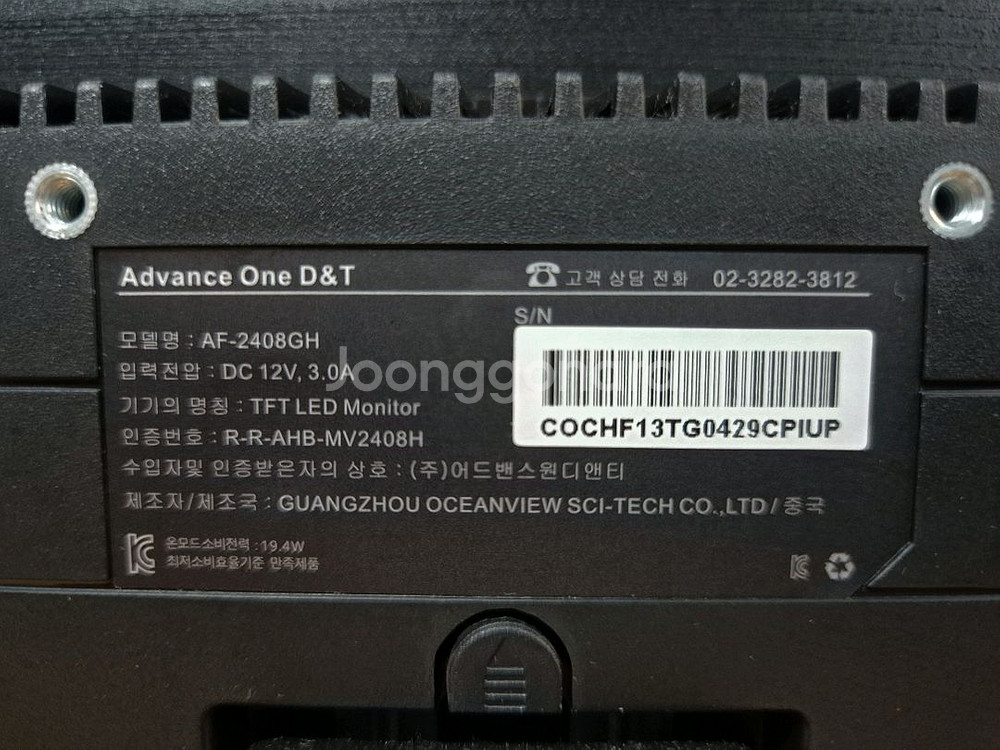 Advance One D&T
☎ 고객 상담 전화 02-3282-3812
S/N
COCHF13TG0429CPIUP
모델명 : AF-2408GH
입력전압 : DC 12V, 3.0A
기기의 명칭 : TFT LED Monitor
인증번호 : R-R-AHB-MV2408H
수입자및 인증받은자의 상호 : (주)어드밴스원디앤티
제조자/제조국 : GUANGZHOU OCEANVIEW SCI-TECH CO.,LTD / 중국
온모드소비전력 : 19.4W
최저소비효율기준 만족제품
Joonggonara